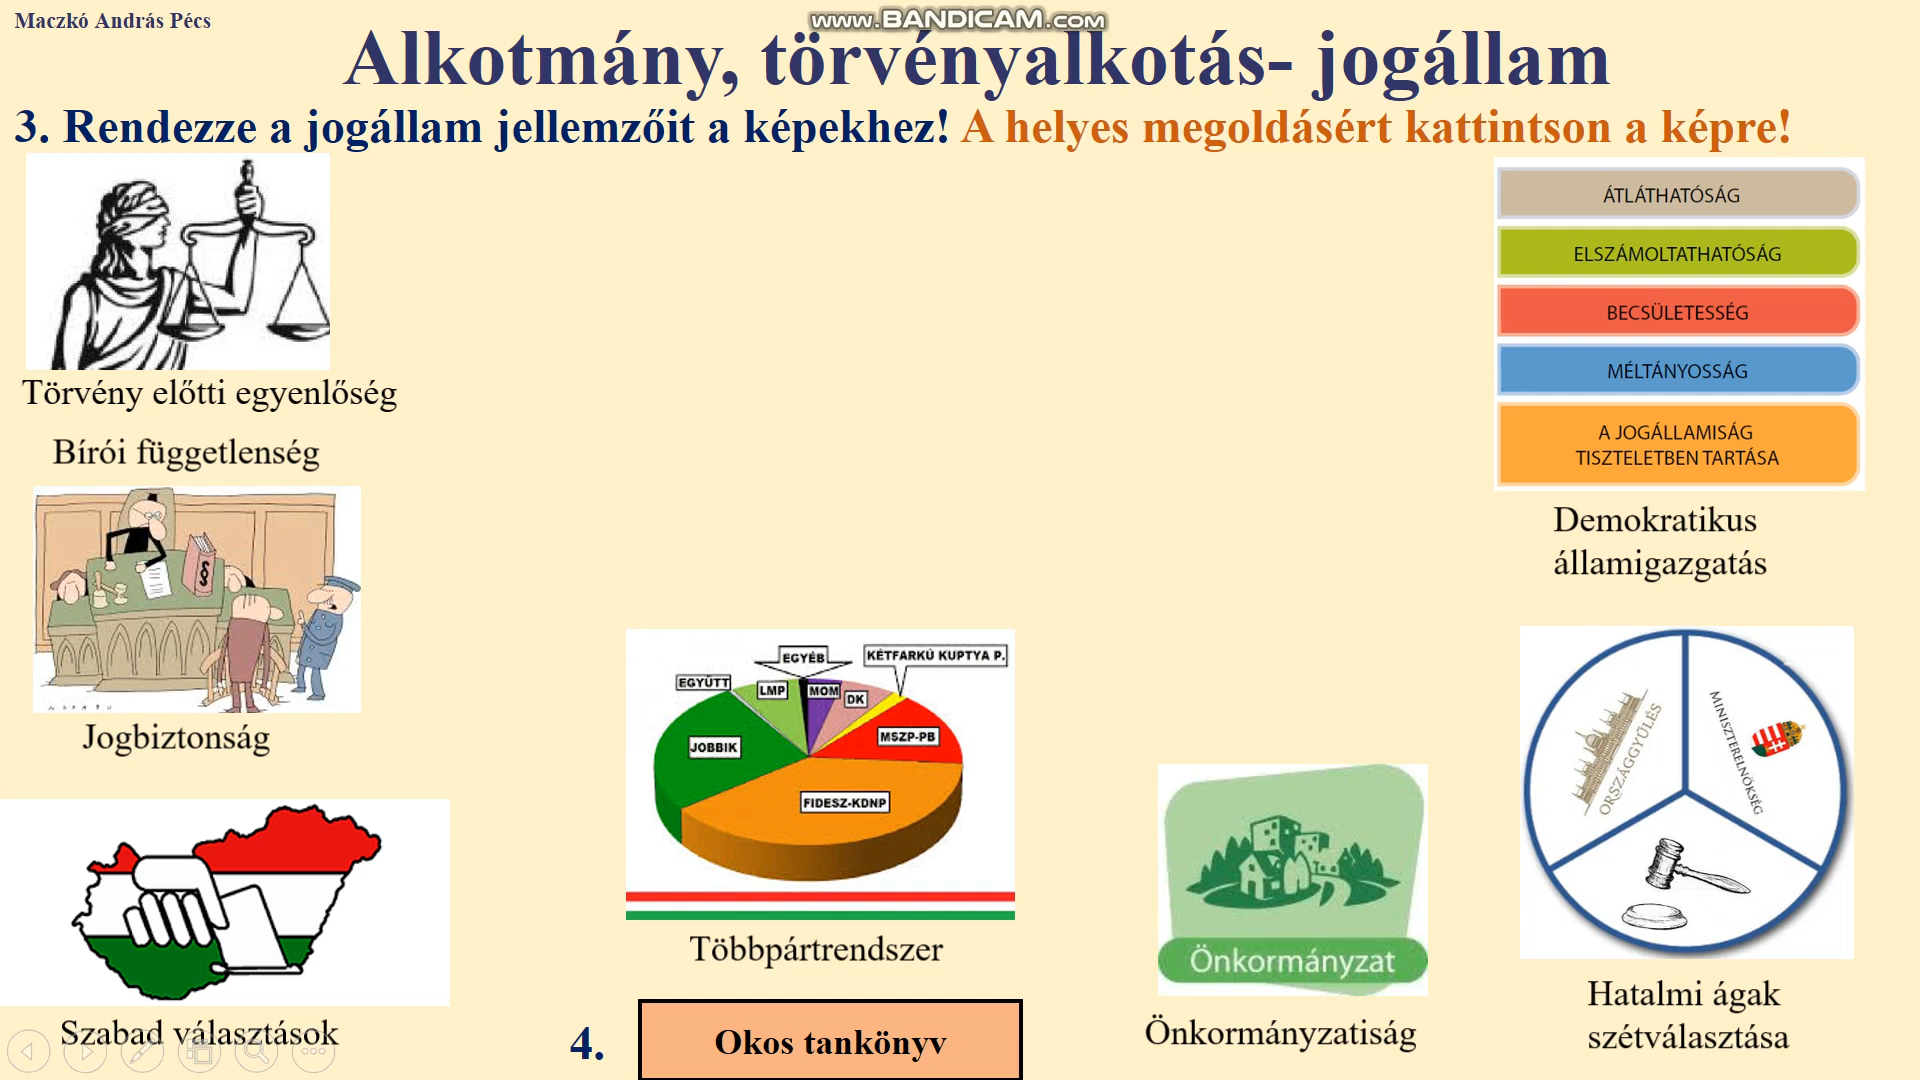 Maczkó András Pécs
www.BANDICAM.com
Alkotmány, törvényalkotás- jogállam
3. Rendezze a jogállam jellemzőit a képekhez! A helyes megoldásért kattintson a képre!
Törvény előtti egyenlőség
Bírói függetlenség
§
Jogbiztonság
Szabad választások
EGYÉB
KÉTFARKÚ KUPTYA P.
EGYÜTT
LMP
MOM
DK
JOBBIK
MSZP-PB
FIDESZ-KDNP
Többpártrendszer
4.
Okos tankönyv
Önkormányzat
Önkormányzatiság
ÁTLÁTHATÓSÁG
ELSZÁMOLTATHATÓSÁG
BECSÜLETESSÉG
MÉLTÁNYOSSÁG
A JOGÁLLAMISÁG
TISZTELETBEN TARTÁSA
Demokratikus
államigazgatás
ORSZÁGGYŰLÉS
MINISZTERELNÖKSÉG
Hatalmi ágak
szétválasztása